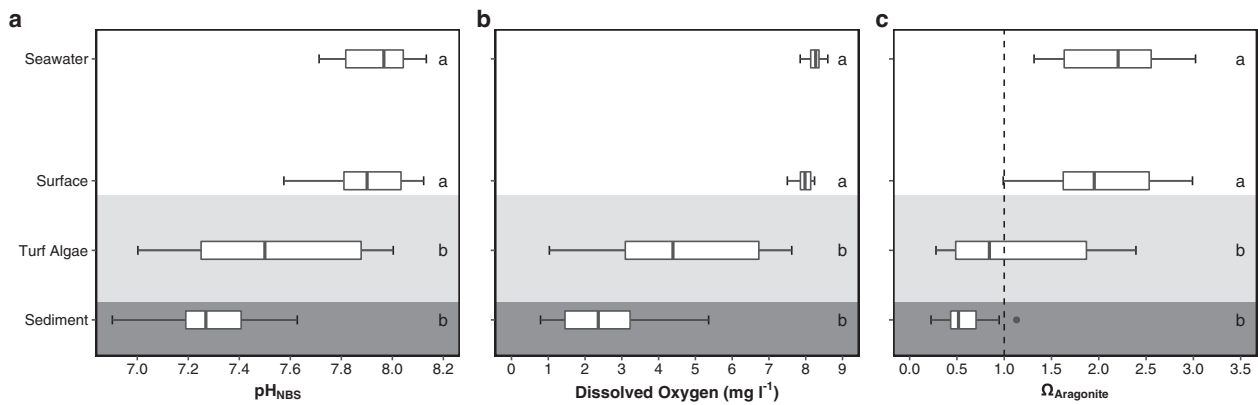 a b c
Seawater a a a
Surface a a a
Turf Algae b b b
Sediment b b b
7.0 7.2 7.4 7.6 7.8 8.0 8.2 0 1 2 3 4 5 6 7 8 9 0.0 0.5 1.0 1.5 2.0 2.5 3.0 3.5
pHNBS Dissolved Oxygen (mg l⁻¹) ΩAragonite